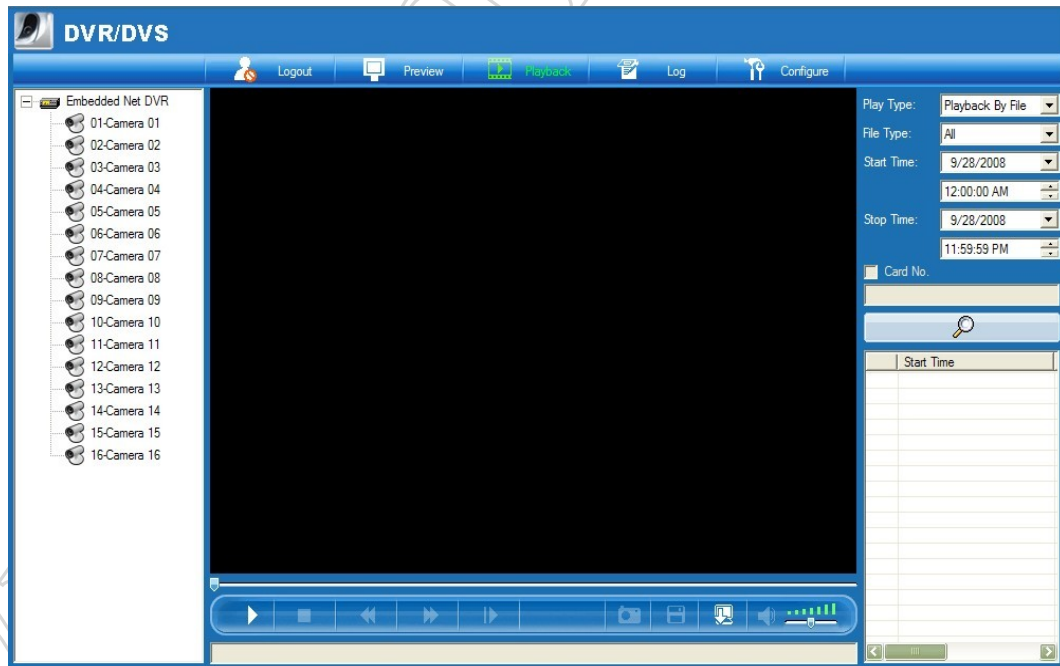 DVR/DVS
Logout Preview Playback Log Configure
Embedded Net DVR
01-Camera 01
02-Camera 02
03-Camera 03
04-Camera 04
05-Camera 05
06-Camera 06
07-Camera 07
08-Camera 08
09-Camera 09
10-Camera 10
11-Camera 11
12-Camera 12
13-Camera 13
14-Camera 14
15-Camera 15
16-Camera 16
Play Type: Playback By File
File Type: All
Start Time: 9/28/2008
12:00:00 AM
Stop Time: 9/28/2008
11:59:59 PM
Card No.
Start Time